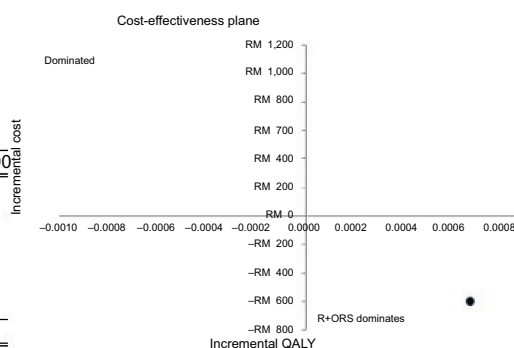 Cost-effectiveness plane
Dominated
RM 1,200
RM 1,000
RM 800
RM 700
RM 400
RM 200
RM 0
–RM 200
–RM 400
–RM 600
–RM 800
Incremental cost
–0.0010 –0.0008 –0.0006 –0.0004 –0.0002 0.0000 0.0002 0.0004 0.0006 0.0008
R+ORS dominates
Incremental QALY